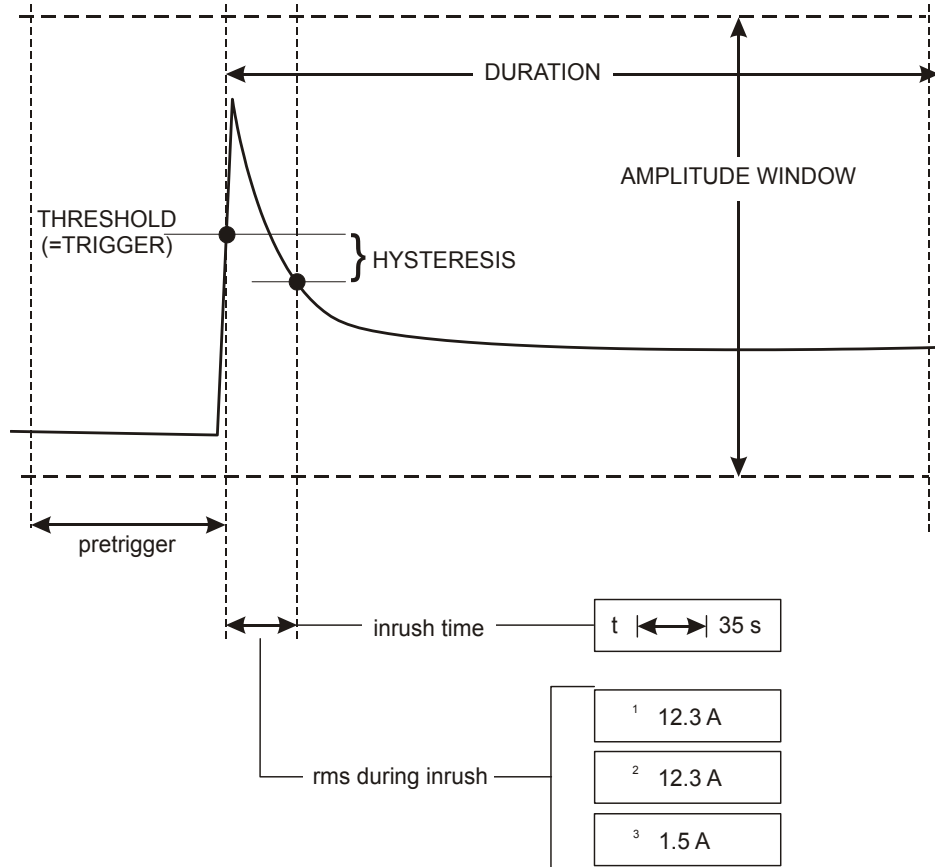 DURATION
AMPLITUDE WINDOW
THRESHOLD
(=TRIGGER)
HYSTERESIS
pretrigger
inrush time
t 35 s
1 12.3 A
rms during inrush
2 12.3 A
3 1.5 A